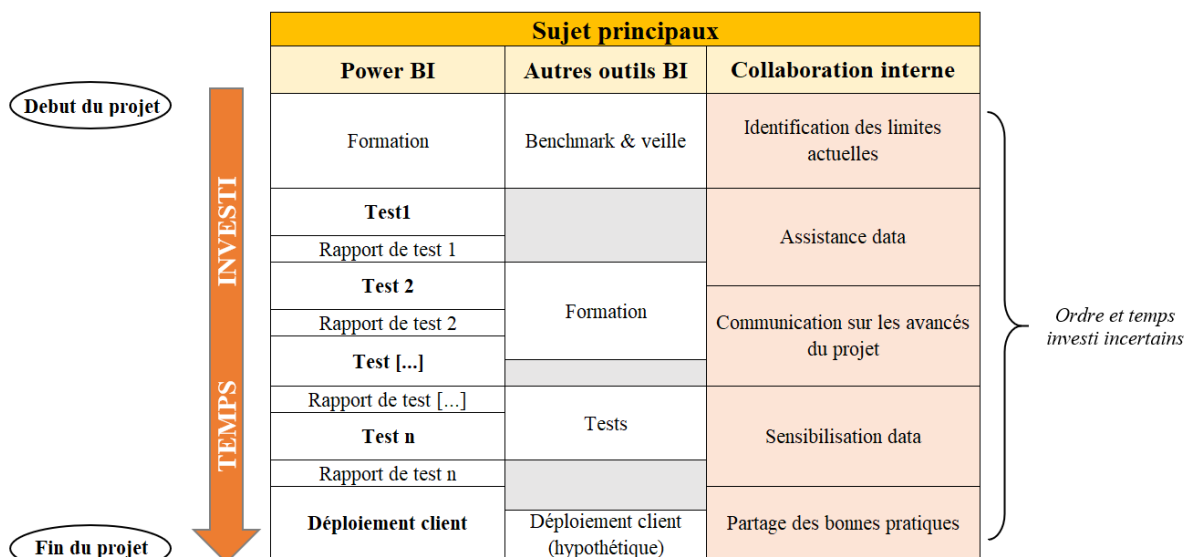 Sujet principaux
Power BI
Autres outils BI
Collaboration interne
Debut du projet
Formation
Benchmark & veille
Identification des limites
actuelles
TEMPS INVESTI
Test1
Rapport de test 1
Assistance data
Test 2
Formation
Rapport de test 2
Communication sur les avancés
du projet
Ordre et temps
investi incertains
Test [...]
Rapport de test [...]
Tests
Sensibilisation data
Test n
Rapport de test n
Déploiement client
Déploiement client
(hypothétique)
Partage des bonnes pratiques
Fin du projet